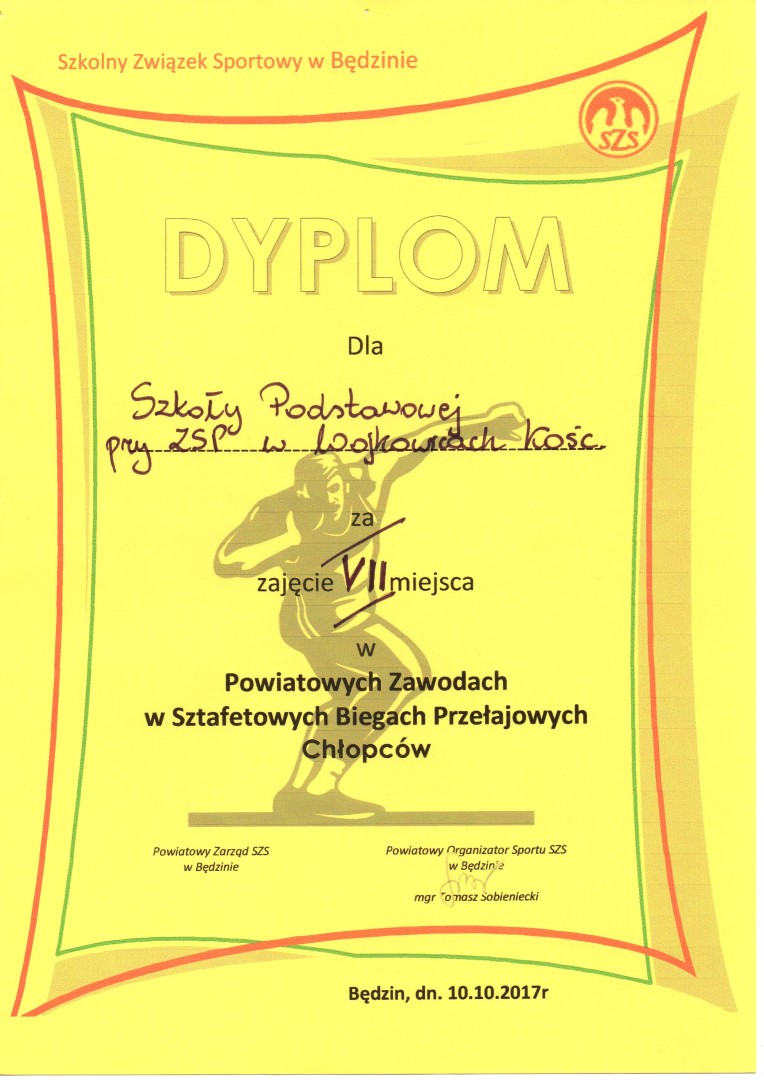 Szkolny Związek Sportowy w Będzinie
SZS
DYPLOM
Dla
Szkoły Podstawowej
przy ZSP w Wojkowicach Kośc.
za
zajęcie VII miejsca
w
Powiatowych Zawodach
w Sztafetowych Biegach Przełajowych
Chłopców
Powiatowy Zarząd SZS
w Będzinie
Powiatowy Organizator Sportu SZS
w Będzinie
mgr Tomasz Sobieniecki
Będzin, dn. 10.10.2017r